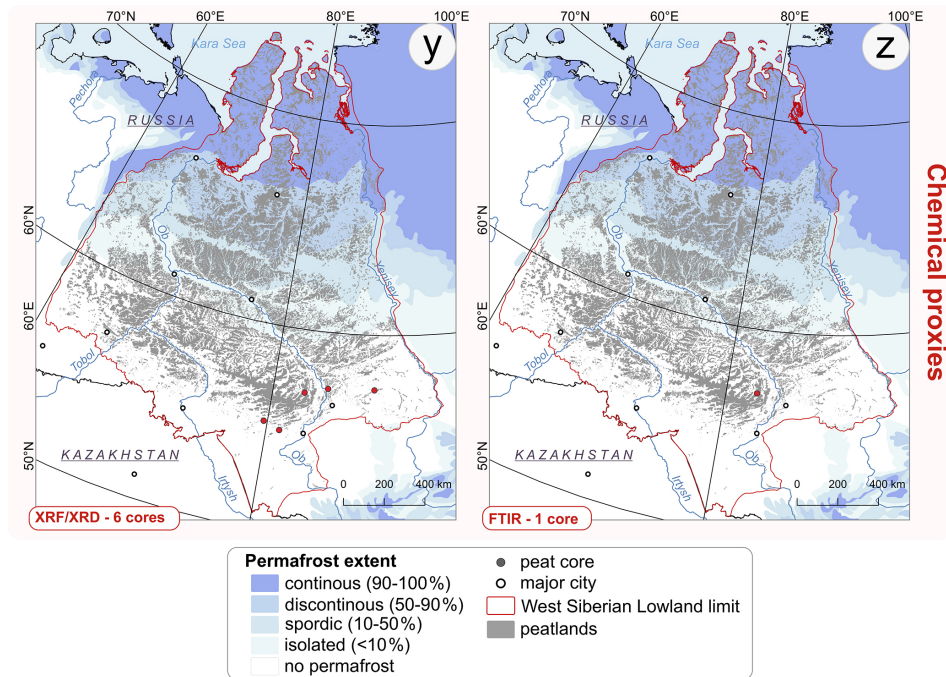 70°N 60°E 80°E 100°E
Kara Sea
y
Pechora
RUSSIA
60°N
Ob
Yenisey
60°E
Tobol
50°N
KAZAKHSTAN
Ob
Irtysh
0 200 400 km
XRF/XRD - 6 cores
70°N 60°E 80°E 100°E
Kara Sea
z
Pechora
RUSSIA
60°N
Ob
Yenisey
60°E
Tobol
50°N
KAZAKHSTAN
Ob
Irtysh
0 200 400 km
FTIR - 1 core
Chemical proxies
Permafrost extent
continous (90-100%)
discontinous (50-90%)
spordic (10-50%)
isolated (<10%)
no permafrost
peat core
major city
West Siberian Lowland limit
peatlands